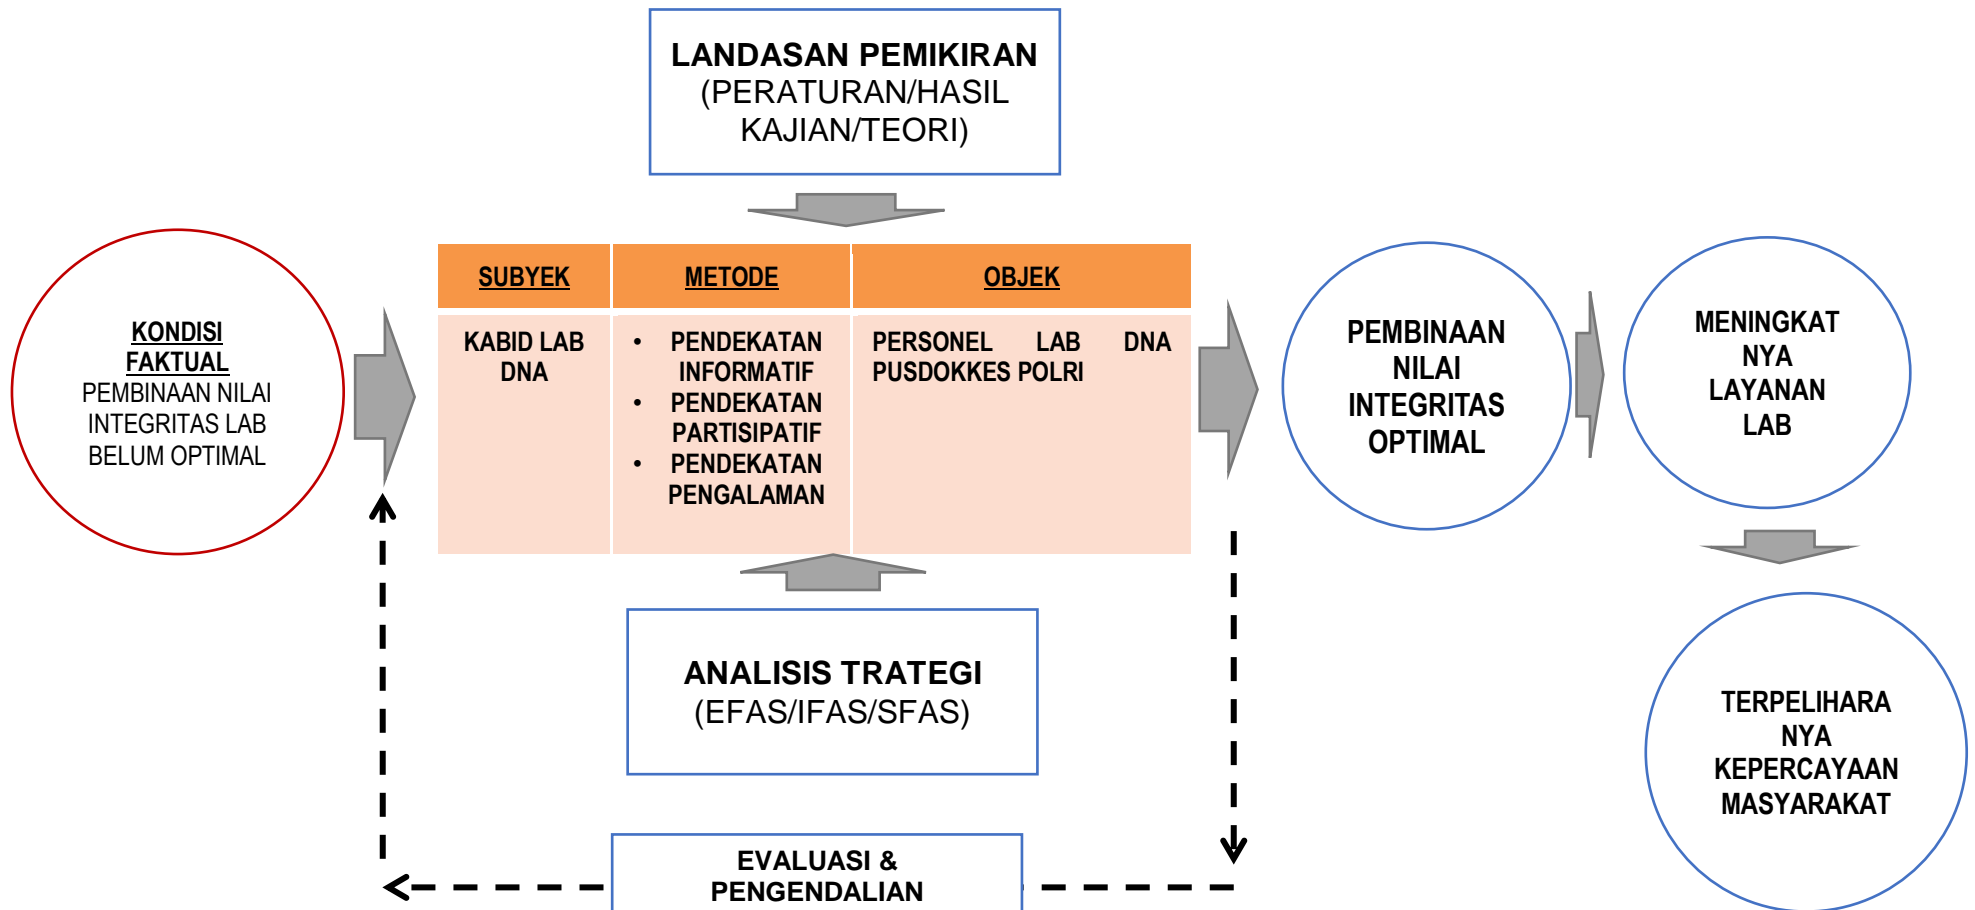 LANDASAN PEMIKIRAN
(PERATURAN/HASIL
KAJIAN/TEORI)
KONDISI
FAKTUAL
PEMBINAAN NILAI
INTEGRITAS LAB
BELUM OPTIMAL
SUBYEK
METODE
OBJEK
KABID LAB
DNA
• PENDEKATAN
INFORMATIF
• PENDEKATAN
PARTISIPATIF
• PENDEKATAN
PENGALAMAN
PERSONEL LAB DNA
PUSDOKKES POLRI
PEMBINAAN
NILAI
INTEGRITAS
OPTIMAL
MENINGKAT
NYA
LAYANAN
LAB
ANALISIS TRATEGI
(EFAS/IFAS/SFAS)
TERPELIHARA
NYA
KEPERCAYAAN
MASYARAKAT
EVALUASI &
PENGENDALIAN